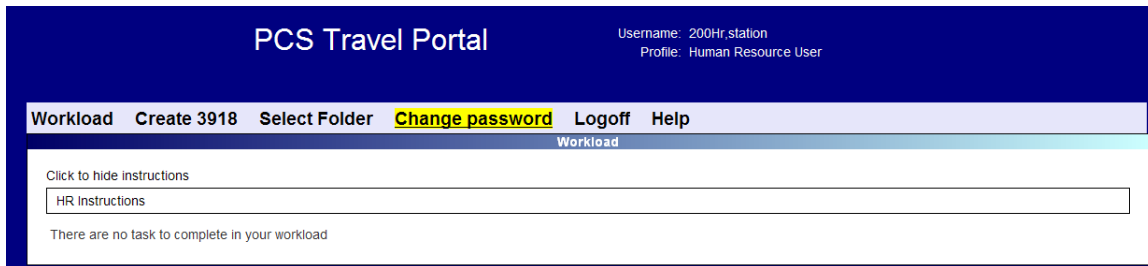 PCS Travel Portal
Username: 200Hr,station
Profile: Human Resource User
Workload Create 3918 Select Folder Change password Logoff Help
Workload
Click to hide instructions
HR Instructions
There are no task to complete in your workload